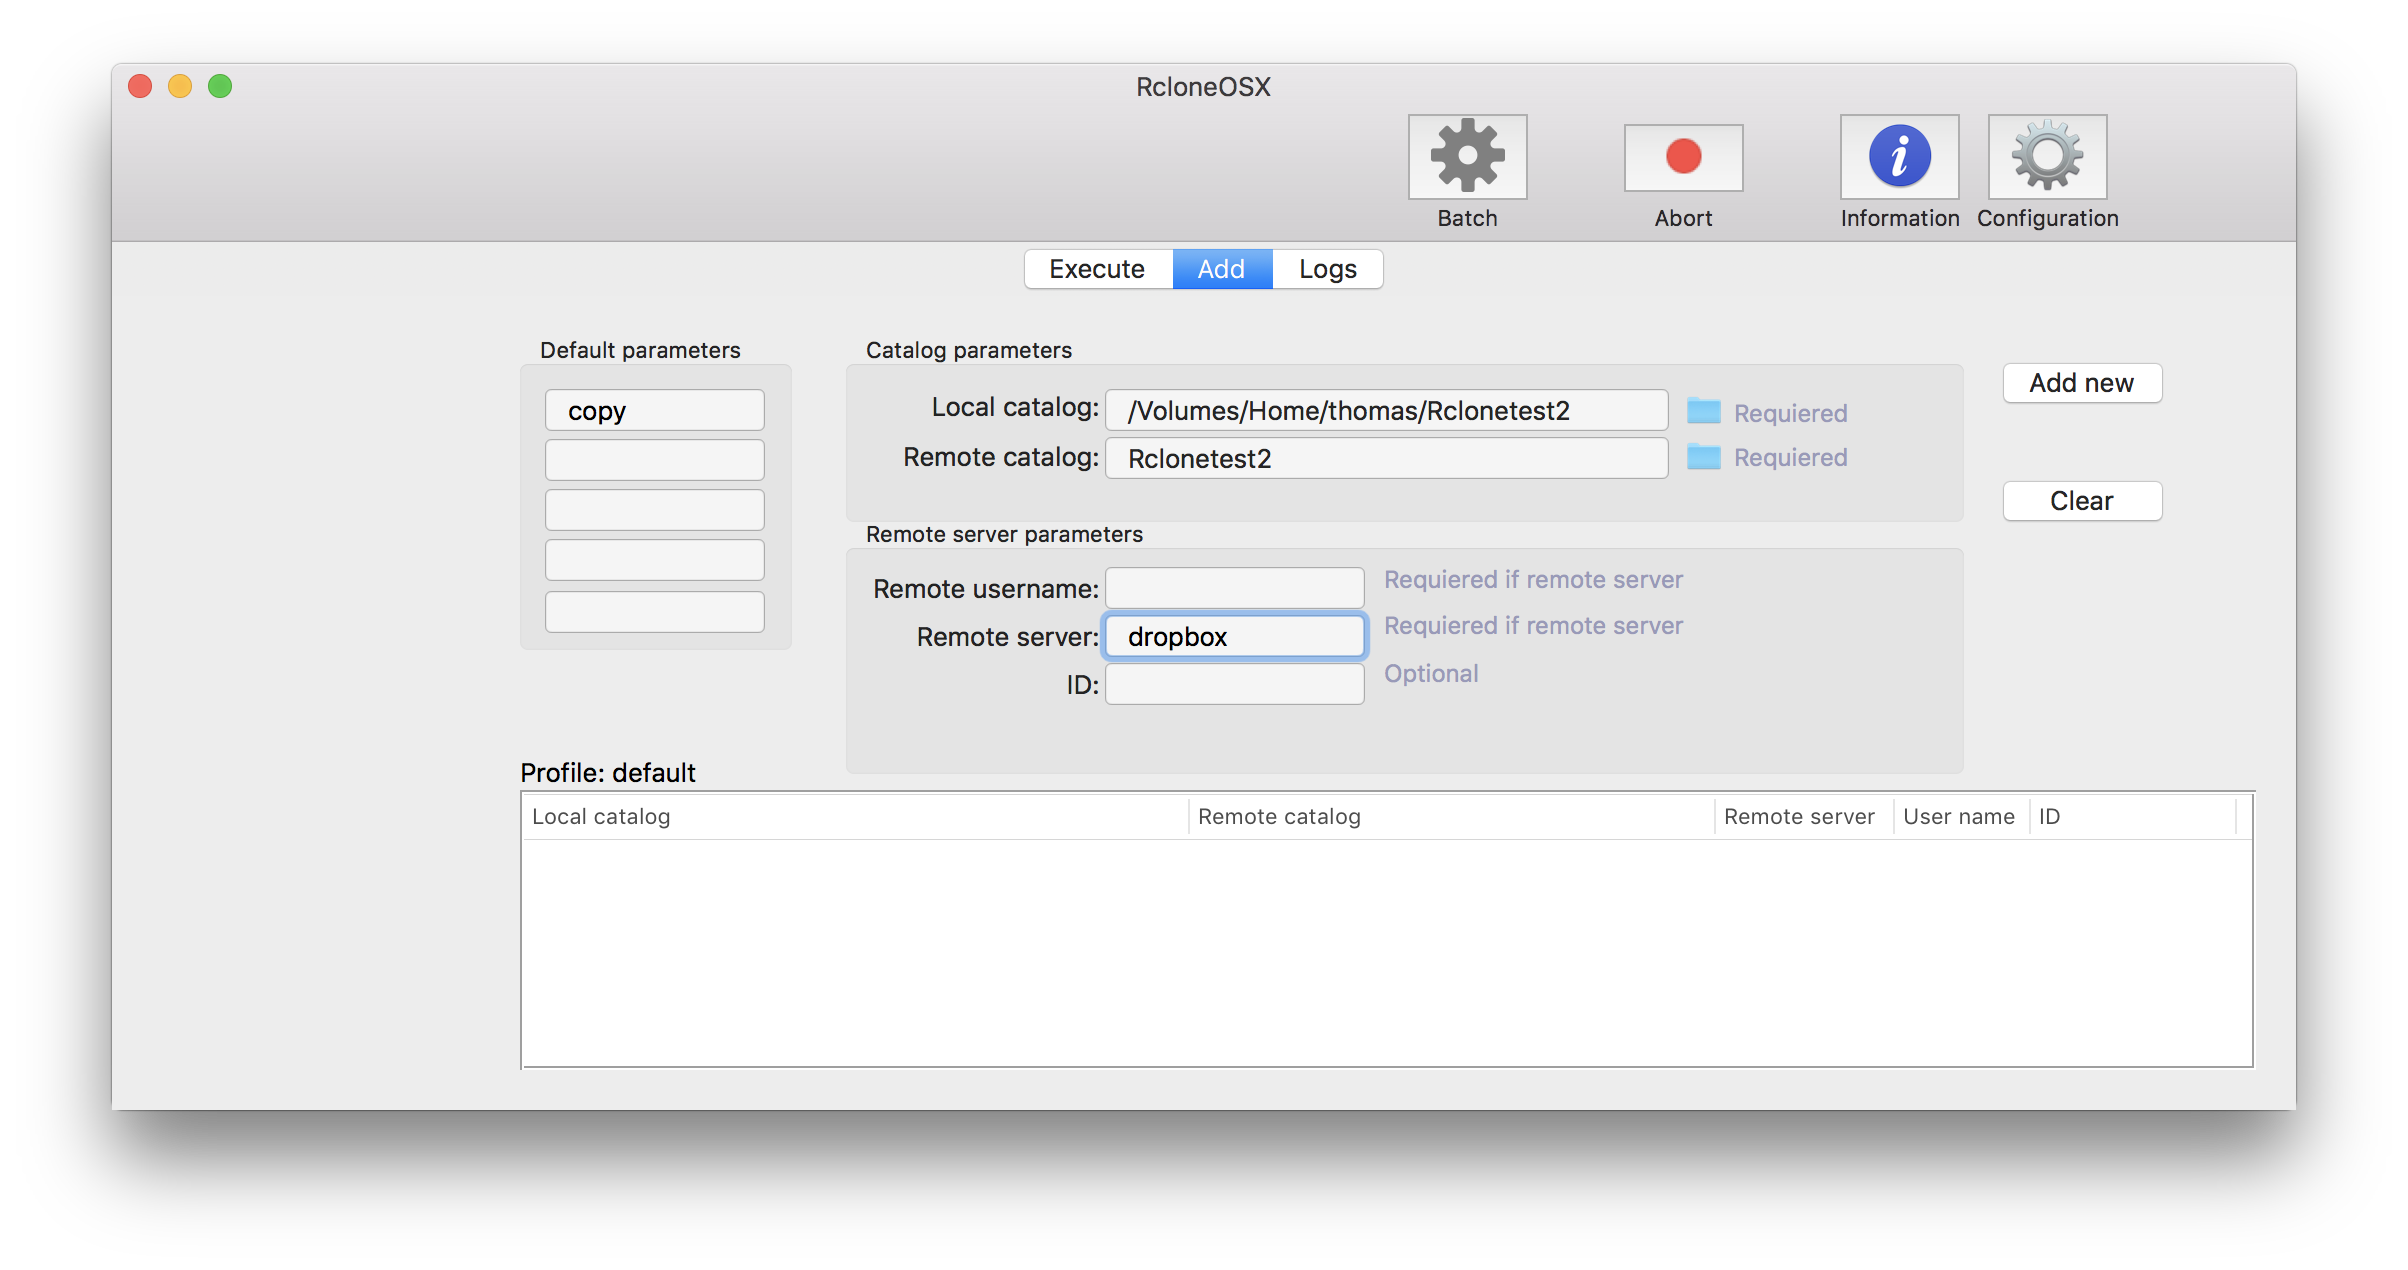 RcloneOSX
Batch
Abort
Information
Configuration
Execute Add Logs
Default parameters
copy
Catalog parameters
Local catalog: /Volumes/Home/thomas/Rclonetest2 Requiered
Remote catalog: Rclonetest2 Requiered
Add new
Clear
Remote server parameters
Remote username: Requiered if remote server
Remote server: dropbox Requiered if remote server
ID: Optional
Profile: default
Local catalog Remote catalog Remote server User name ID